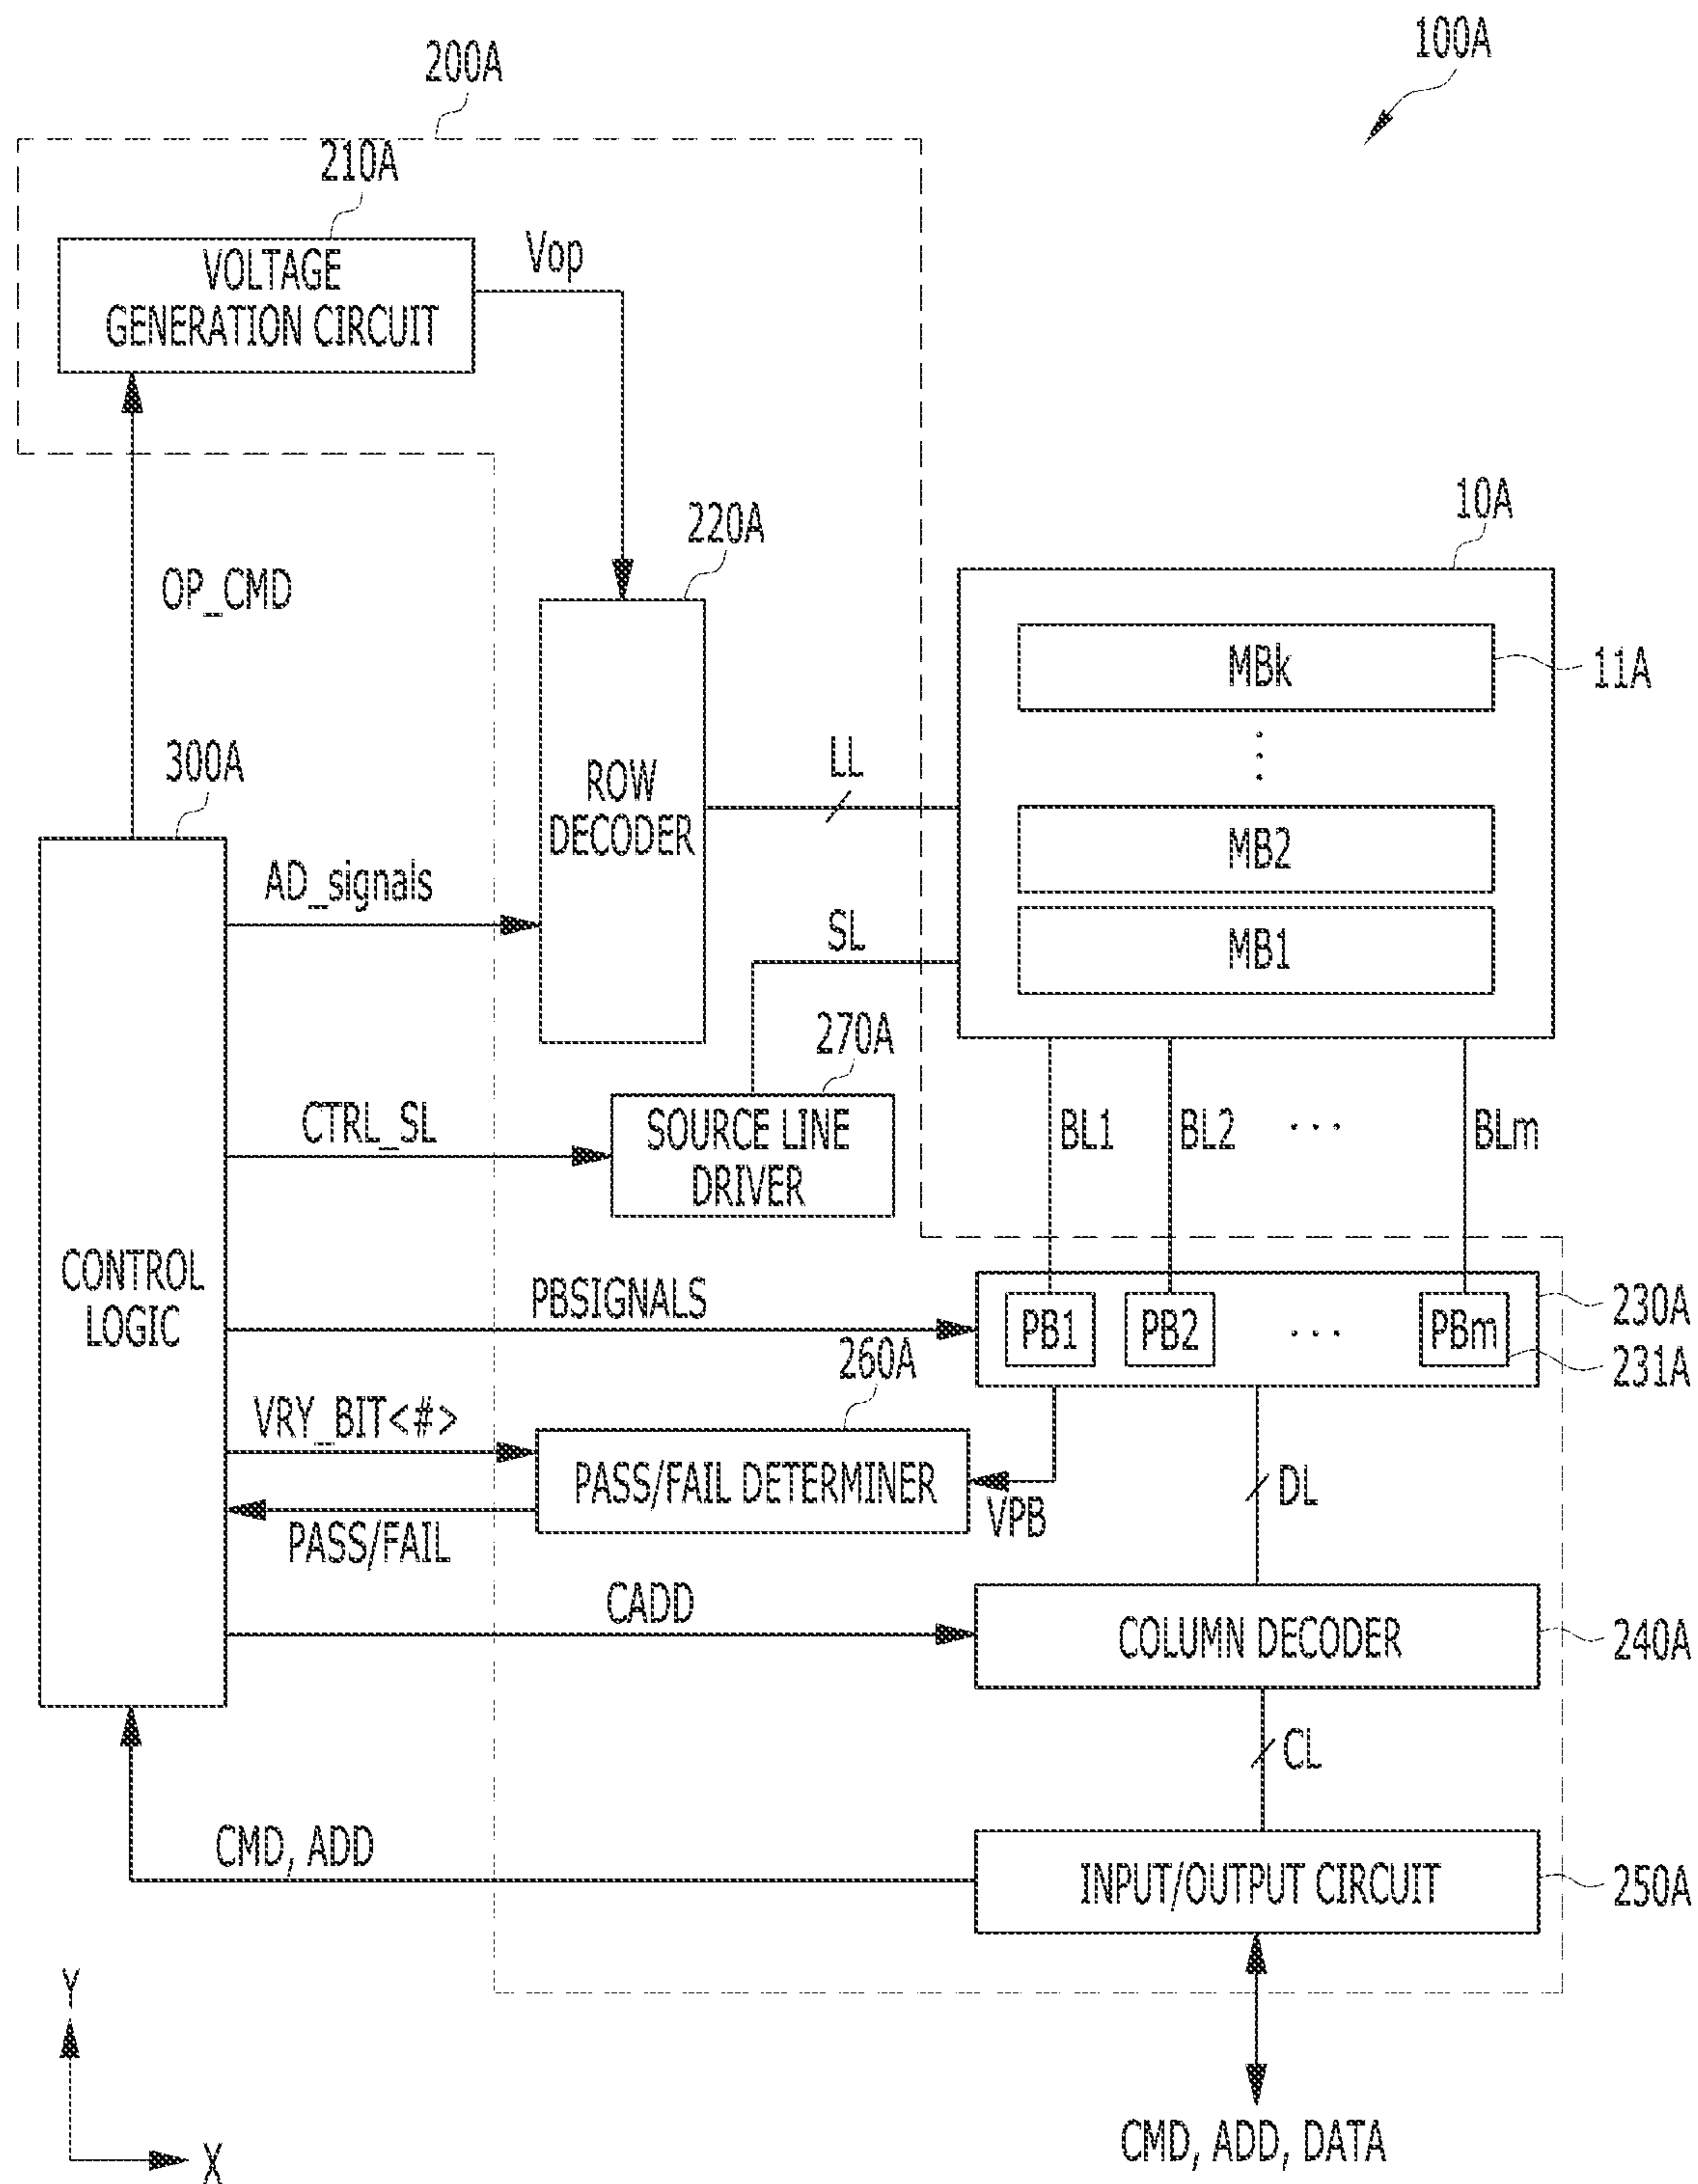 100A
200A
210A
VOLTAGE
GENERATION CIRCUIT
Vop
10A
220A
OP_CMD
MBk
11A
300A
LL
ROW
DECODER
MB2
AD_signals
SL
MB1
270A
CTRL_SL
SOURCE LINE
DRIVER
BL1
BL2
...
BLm
CONTROL
LOGIC
PBSIGNALS
PB1
PB2
...
PBm
230A
231A
260A
VRY_BIT<#>
PASS/FAIL DETERMINER
VPB
DL
PASS/FAIL
CADD
COLUMN DECODER
240A
CL
CMD, ADD
INPUT/OUTPUT CIRCUIT
250A
Y
X
CMD, ADD, DATA